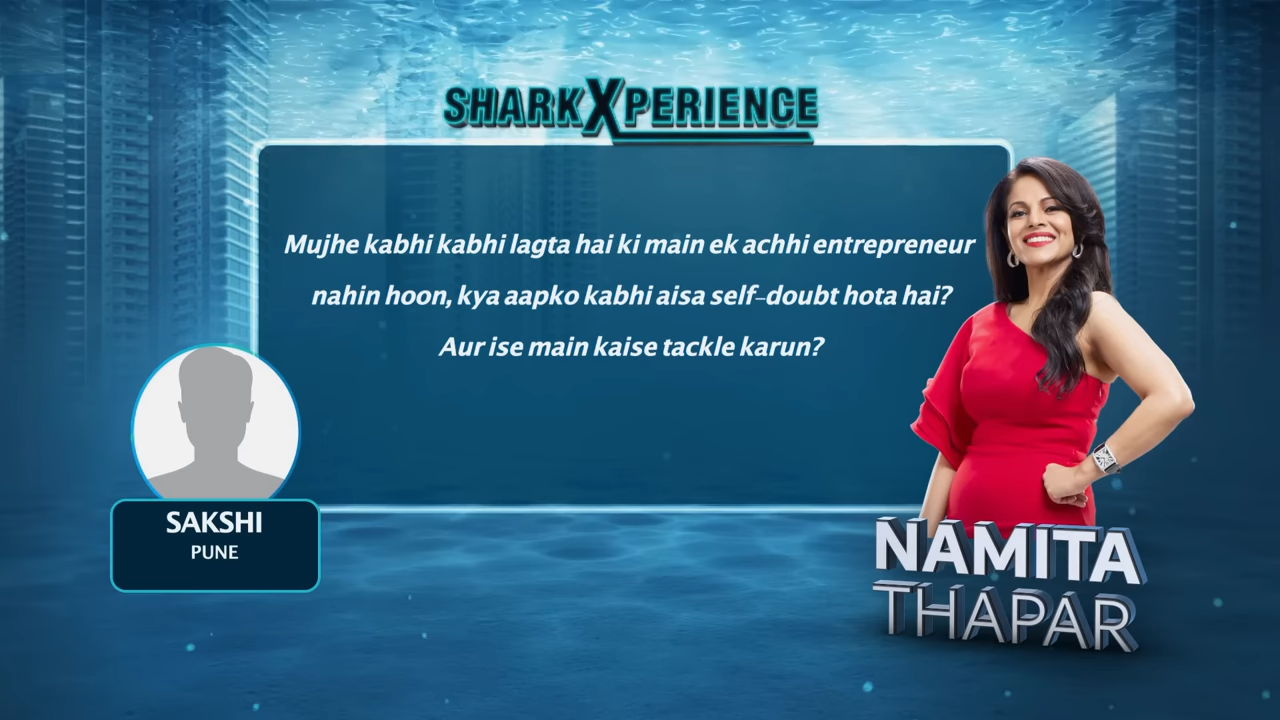 SHARKXPERIENCE
Mujhe kabhi kabhi lagta hai ki main ek achhi entrepreneur
nahin hoon, kya aapko kabhi aisa self-doubt hota hai?
Aur ise main kaise tackle karun?
SAKSHI
PUNE
NAMITA
THAPAR